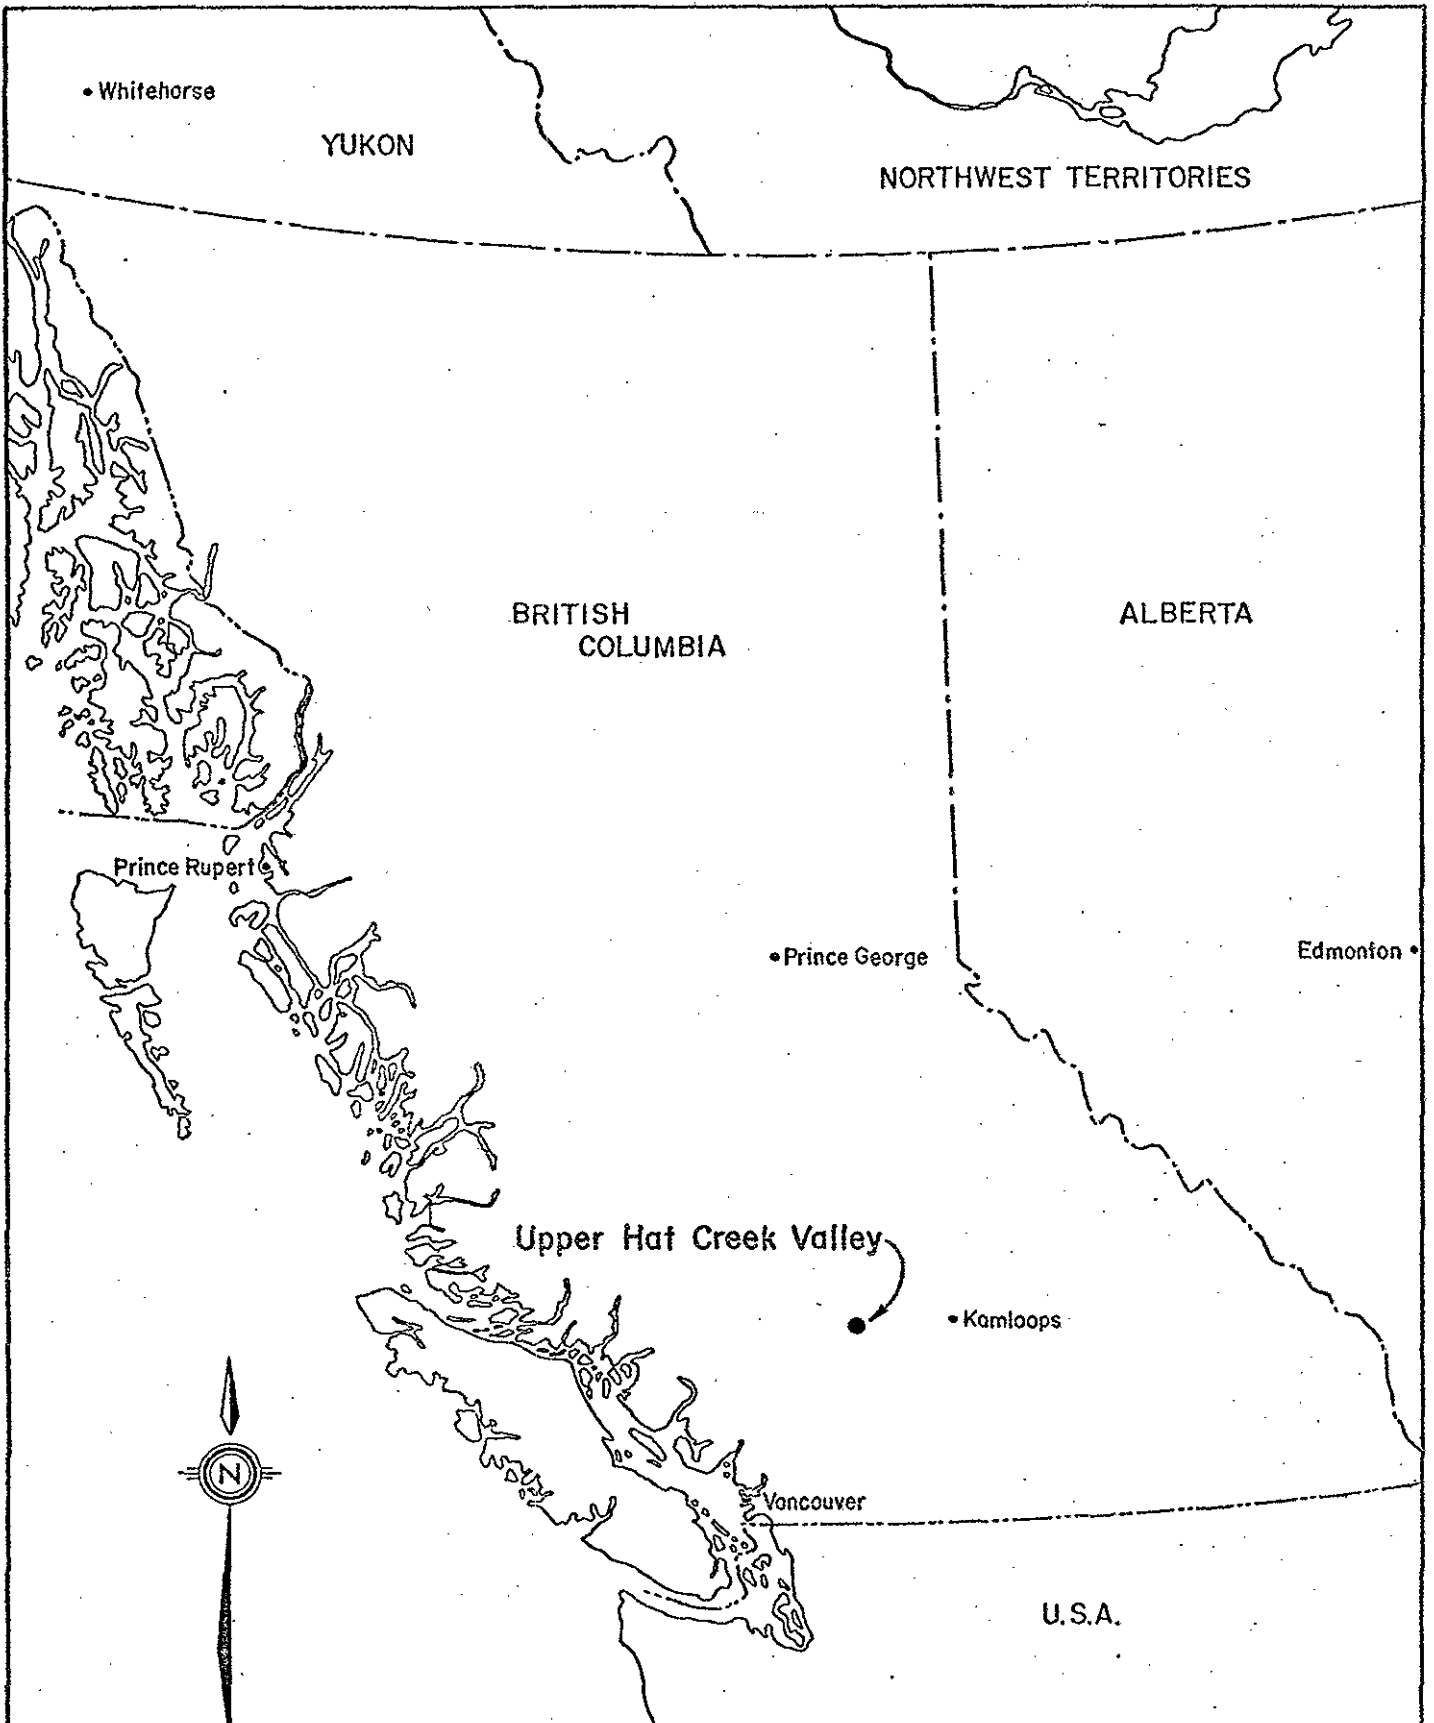 Whitehorse
YUKON
NORTHWEST TERRITORIES
BRITISH
COLUMBIA
ALBERTA
Prince Rupert
Prince George
Edmonton
Upper Hat Creek Valley
Kamloops
N
Vancouver
U.S.A.